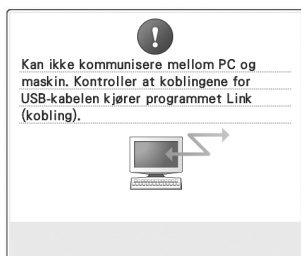 Kan ikke kommunisere mellom PC og
maskin. Kontroller at koblingene for
USB-kabelen kjører programmet Link
(kobling).